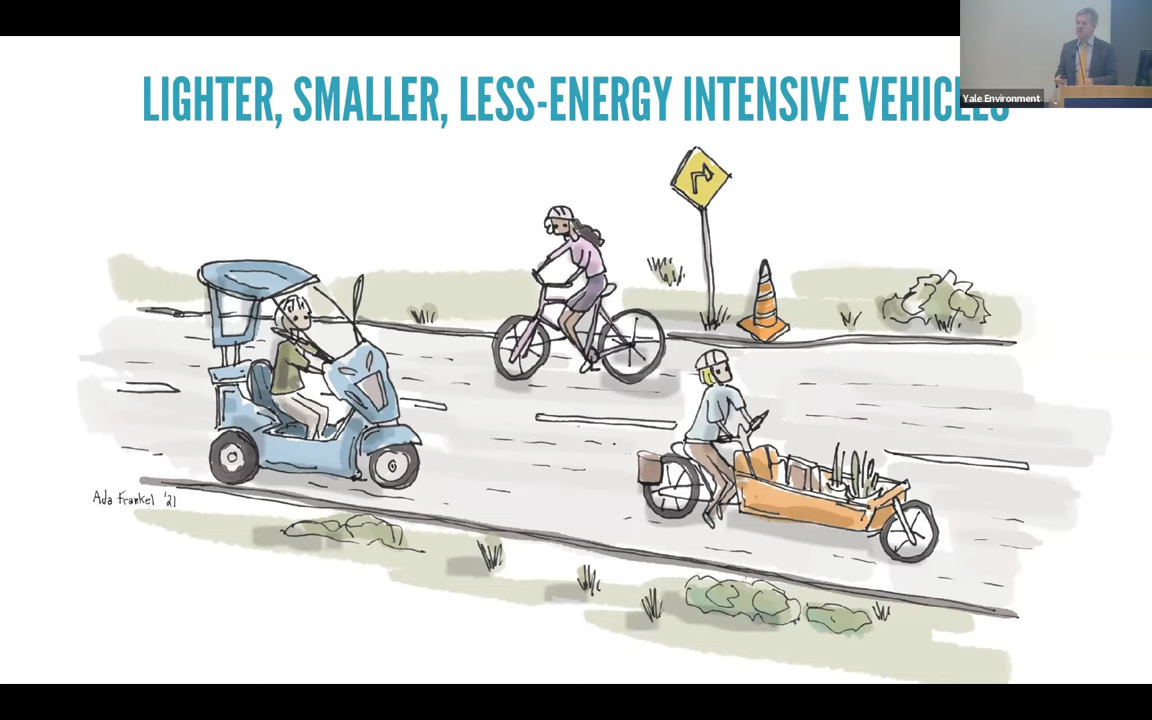 LIGHTER, SMALLER, LESS-ENERGY INTENSIVE VEHICLES
Yale Environment
Ada Frankel '21